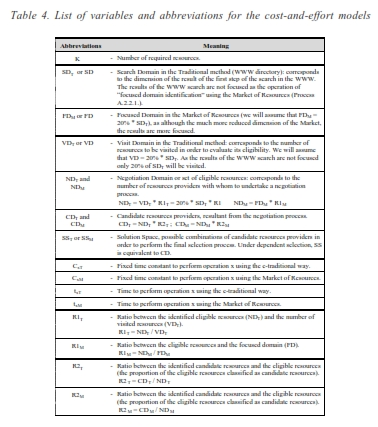 Table 4. List of variables and abbreviations for the cost-and-effort models
Abbreviations Meaning
K - Number of required resources.
SD_T or SD - Search Domain in the Traditional method (WWW directory): corresponds
to the dimension of the result of the first step of the search in the WWW.
The results of the WWW search are not focused as the operation of
"focused domain identification" using the Market of Resources (Process
A.2.2.1.).
FD_M or FD - Focused Domain in the Market of Resources (we will assume that FD_M =
20% * SD_T), as although the much more reduced dimension of the Market,
the results are more focused.
VD_T or VD - Visit Domain in the Traditional method: corresponds to the number of
resources to be visited in order to evaluate its eligibility. We will assume
that VD = 20% * SD_T. As the results of the WWW search are not focused
only 20% of SD_T will be visited.
ND_T and
ND_M
- Negotiation Domain or set of eligible resources: corresponds to the
number of resources providers with whom to undertake a negotiation
process.
ND_T = VD_T * R1_T = 20% * SD_T * R1 ND_M = FD_M * R1_M
CD_T and
CD_M
- Candidate resources providers, resultant from the negotiation process.
CD_T = ND_T * R2_T ; CD_M = ND_M * R2_M
SS_T or SS_M - Solution Space, possible combinations of candidate resources providers in
order to perform the final selection process. Under dependent selection, SS
is equivalent to CD.
C_xT - Fixed time constant to perform operation x using the e-traditional way.
C_xM - Fixed time constant to perform operation x using the Market of Resources.
t_xT - Time to perform operation x using the e-traditional way.
t_xM - Time to perform operation x using the Market of Resources.
R1_T - Ratio between the identified eligible resources (ND_T) and the number of
visited resources (VD_T).
R1_T = ND_T / VD_T
R1_M - Ratio between the eligible resources and the focused domain (FD).
R1_M = ND_M / FD_M
R2_T - Ratio between the identified candidate resources and the eligible resources
(the proportion of the eligible resources classified as candidate resources).
R2_T = CD_T / ND_T
R2_M - Ratio between the identified candidate resources and the eligible resources
(the proportion of the eligible resources classified as candidate resources).
R2_M = CD_M / ND_M